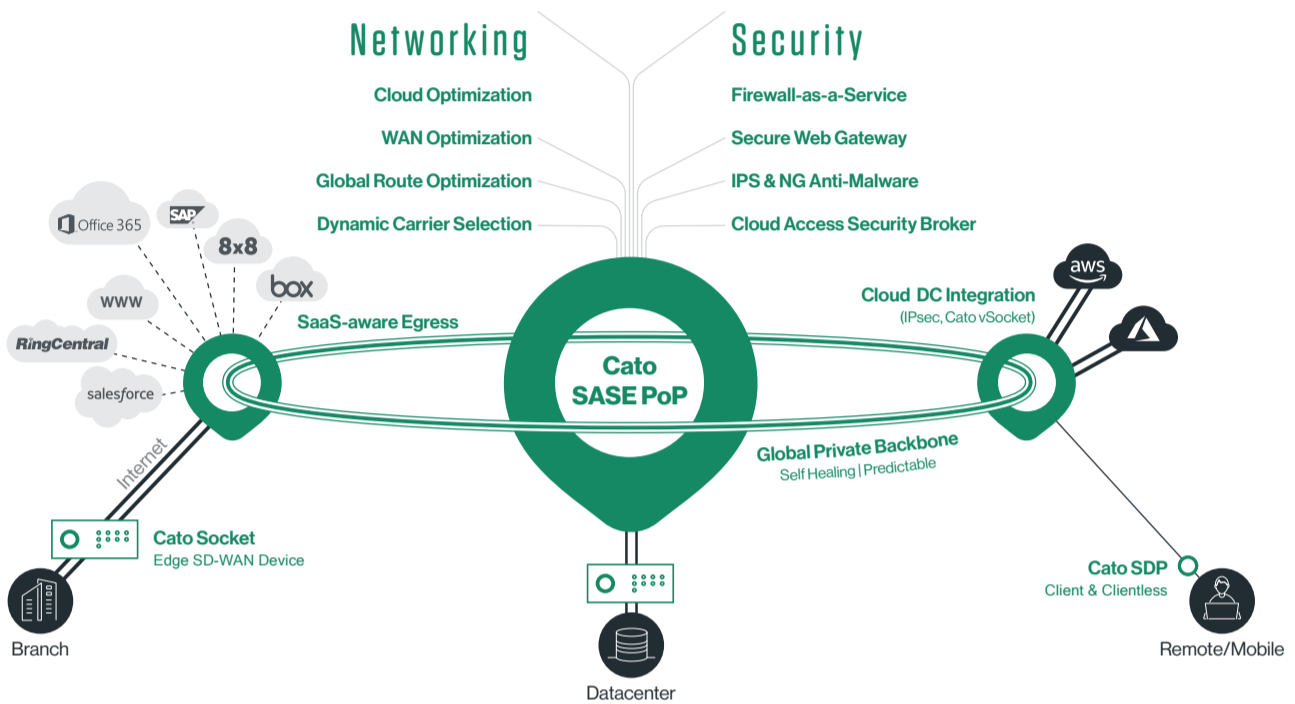 Networking
Security
Cloud Optimization
Firewall-as-a-Service
WAN Optimization
Secure Web Gateway
Global Route Optimization
IPS & NG Anti-Malware
Dynamic Carrier Selection
Cloud Access Security Broker
Office 365
SAP
8x8
box
www
RingCentral
salesforce
SaaS-aware Egress
Cato
SASE PoP
Cloud DC Integration
(IPsec, Cato vSocket)
aws
Global Private Backbone
Self Healing | Predictable
Internet
Cato Socket
Edge SD-WAN Device
Branch
Datacenter
Cato SDP
Client & Clientless
Remote/Mobile